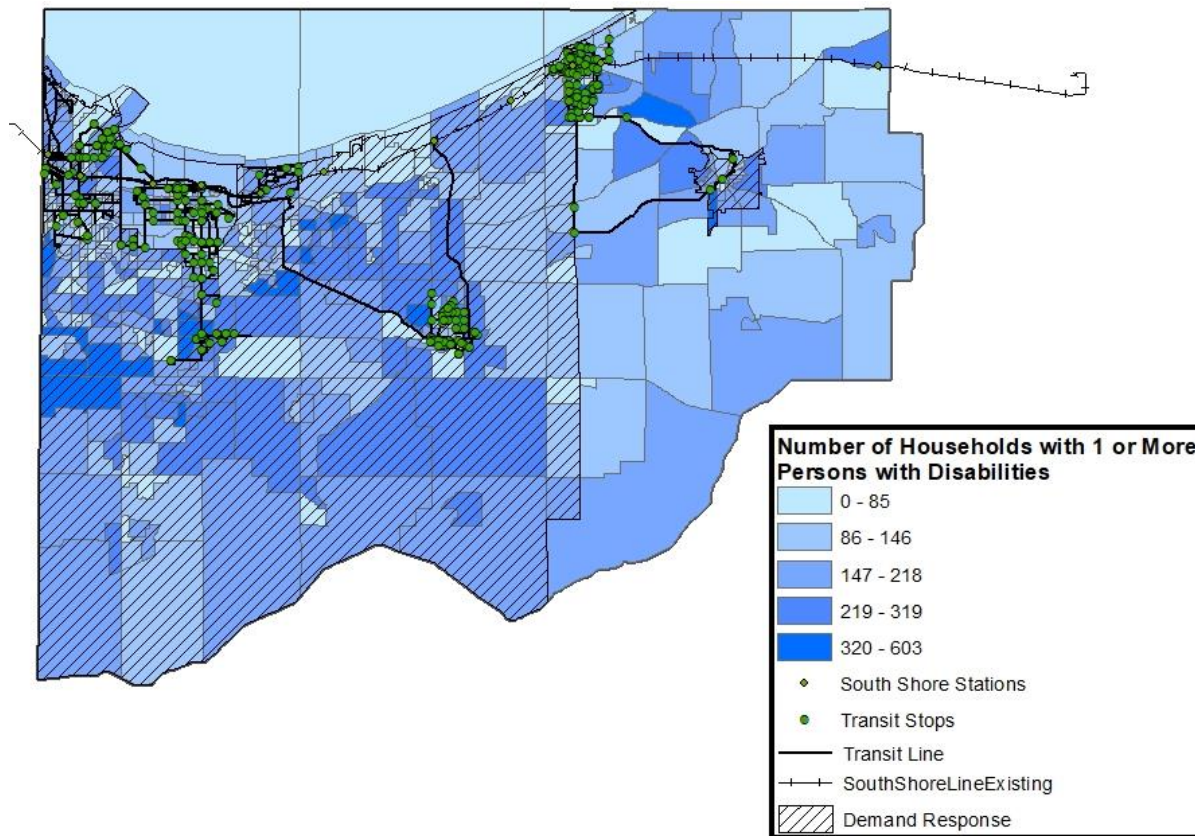 Number of Households with 1 or More
Persons with Disabilities
0 - 85
86 - 146
147 - 218
219 - 319
320 - 603
South Shore Stations
Transit Stops
Transit Line
SouthShoreLineExisting
Demand Response